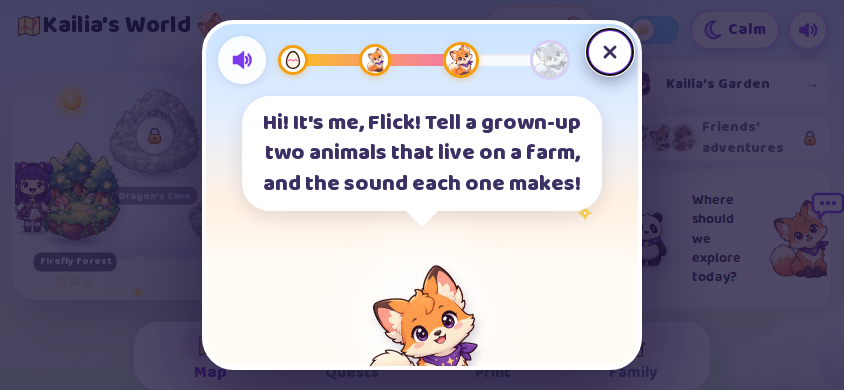 Kailia's World
Calm
Hi! It's me, Flick! Tell a grown-up
two animals that live on a farm,
and the sound each one makes!
Kailia's Garden
→
Friends'
adventures
Dragon's Cave
Firefly Forest
Where
should
we
explore
today?
Map
Quests
Print
Family